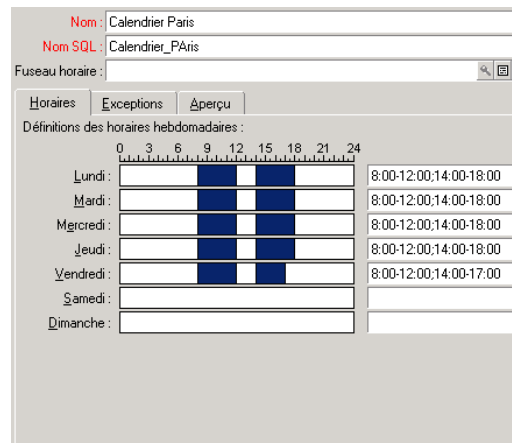 Nom : Calendrier Paris
Nom SQL : Calendrier_PAris
Fuseau horaire :
Horaires Exceptions Aperçu
Définitions des horaires hebdomadaires :
0 3 6 9 12 15 18 21 24
Lundi : 8:00-12:00;14:00-18:00
Mardi : 8:00-12:00;14:00-18:00
Mercredi : 8:00-12:00;14:00-18:00
Jeudi : 8:00-12:00;14:00-18:00
Vendredi : 8:00-12:00;14:00-17:00
Samedi :
Dimanche :